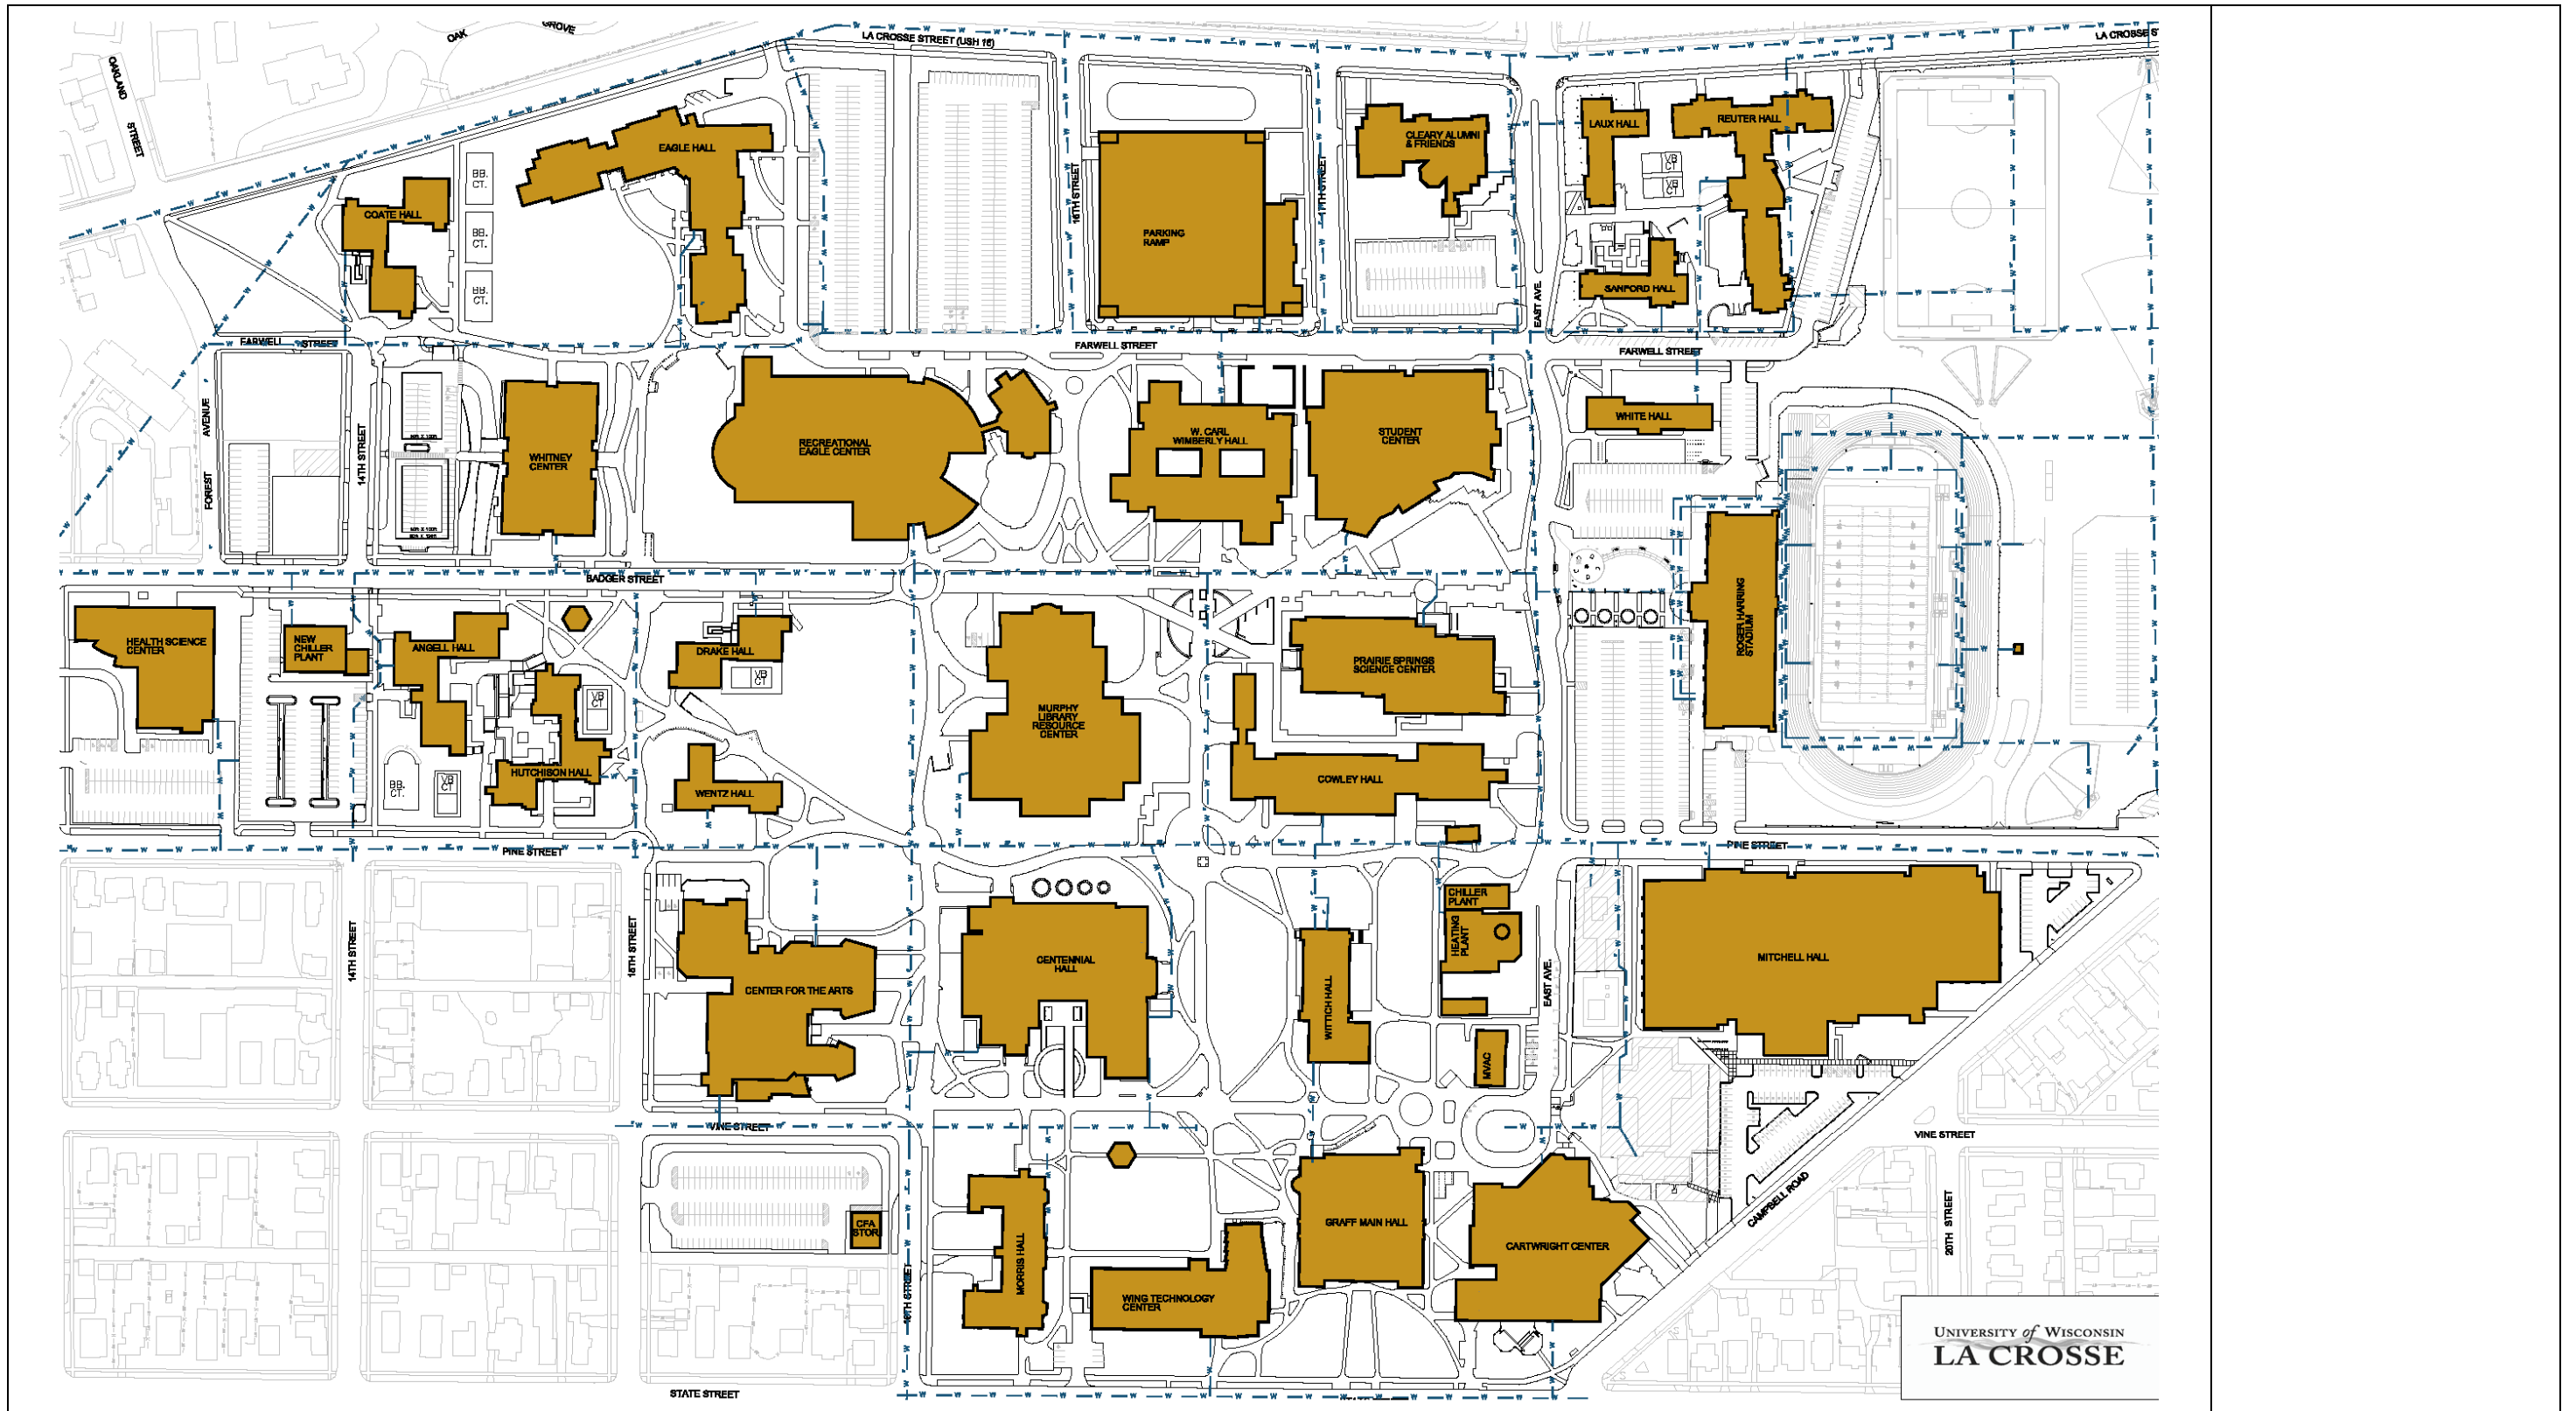 OAK
GROVE
LA CROSSE STREET (USH 16)
LA CROSSE ST
OAKLAND
STREET
EAGLE HALL
COATE HALL
BB.
CT.
BB.
CT.
BB.
CT.
16TH STREET
PARKING
RAMP
17TH STREET
CLEARY ALUMNI
& FRIENDS
LAUX HALL
REUTER HALL
VB
CT
VB
CT
SANFORD HALL
EAST AVE.
FARWELL STREET
FARWELL STREET
FARWELL STREET
FOREST AVENUE
14TH STREET
WHITNEY
CENTER
RECREATIONAL
EAGLE CENTER
W. CARL
WIMBERLY HALL
STUDENT
CENTER
WHITE HALL
BADGER STREET
ROGER HARRING
STADIUM
HEALTH SCIENCE
CENTER
NEW
CHILLER
PLANT
ANGELL HALL
VB
CT
HUTCHISON HALL
BB.
CT.
VB
CT
DRAKE HALL
VB
CT
WENTZ HALL
MURPHY
LIBRARY
RESOURCE
CENTER
PRAIRIE SPRINGS
SCIENCE CENTER
COWLEY HALL
PINE STREET
PINE STREET
14TH STREET
15TH STREET
CENTER FOR THE ARTS
CENTENNIAL
HALL
WITTICH HALL
CHILLER
PLANT
HEATING
PLANT
MVAC
EAST AVE.
MITCHELL HALL
VINE STREET
VINE STREET
CFA
STOR
16TH STREET
MORRIS HALL
WING TECHNOLOGY
CENTER
GRAFF MAIN HALL
CARTWRIGHT CENTER
CAMPBELL ROAD
20TH STREET
STATE STREET
UNIVERSITY of WISCONSIN
LA CROSSE